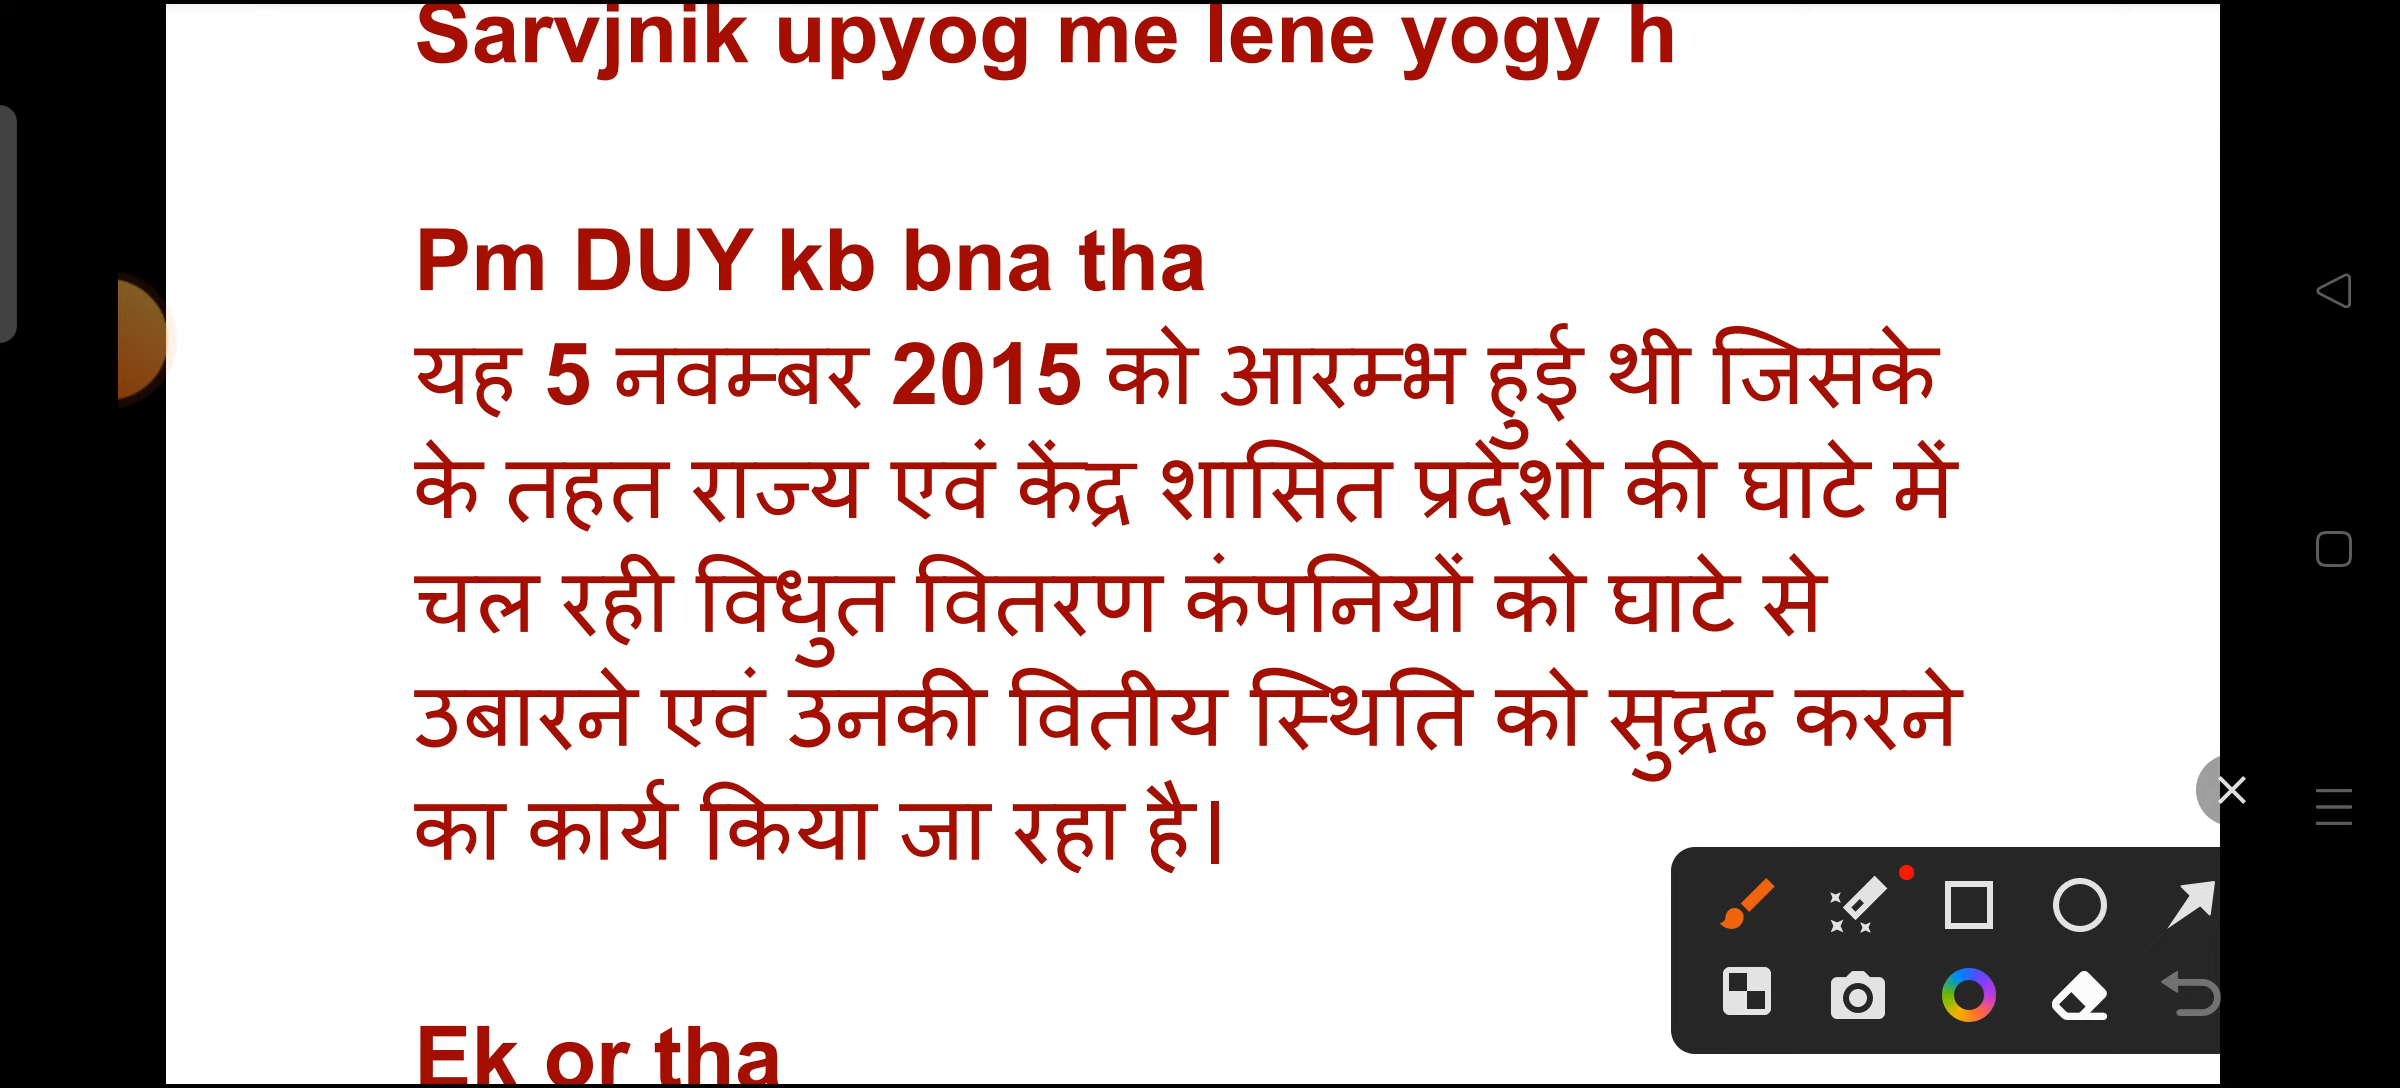 Sarvjnik upyog me lene yogy h
Pm DUY kb bna tha
यह 5 नवम्बर 2015 को आरम्भ हुई थी जिसके
के तहत राज्य एवं केंद्र शासित प्रदेशो की घाटे में
चल रही विधुत वितरण कंपनियों को घाटे से
उबारने एवं उनकी वितीय स्थिति को सुद्रढ करने
का कार्य किया जा रहा है।
Ek or tha